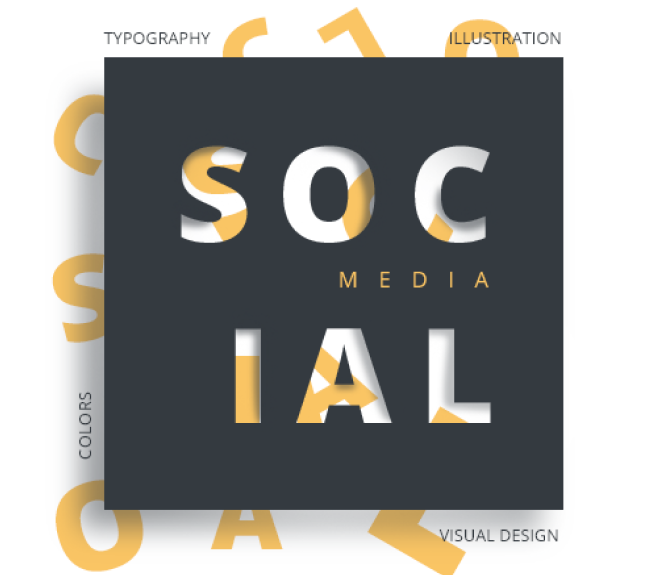 TYPOGRAPHY
ILLUSTRATION
SOC
MEDIA
IAL
COLORS
VISUAL DESIGN